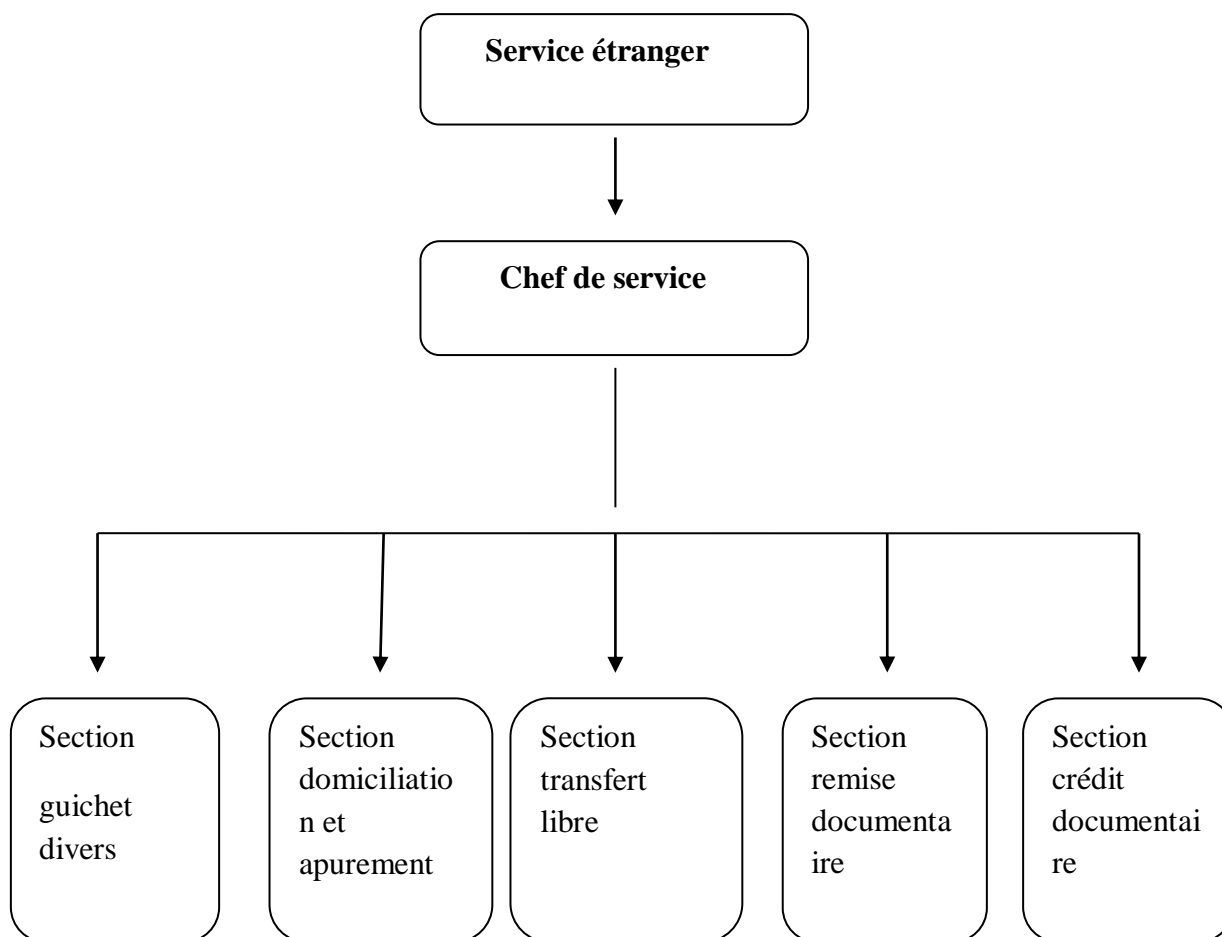 Service étranger
Chef de service
Section
guichet
divers
Section
domiciliatio
n et
apurement
Section
transfert
libre
Section
remise
documenta
ire
Section
crédit
documentai
re